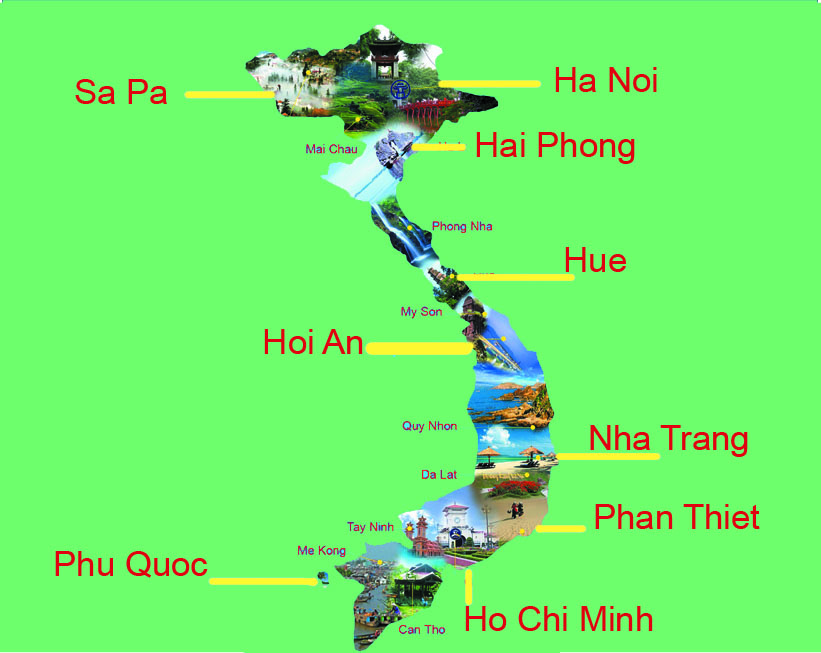 Ha Noi
Sa Pa
Hai Phong
Mai Chau
Phong Nha
Hue
My Son
Hoi An
Quy Nhon
Nha Trang
Da Lat
Phan Thiet
Tay Ninh
Me Kong
Phu Quoc
Ho Chi Minh
Can Tho